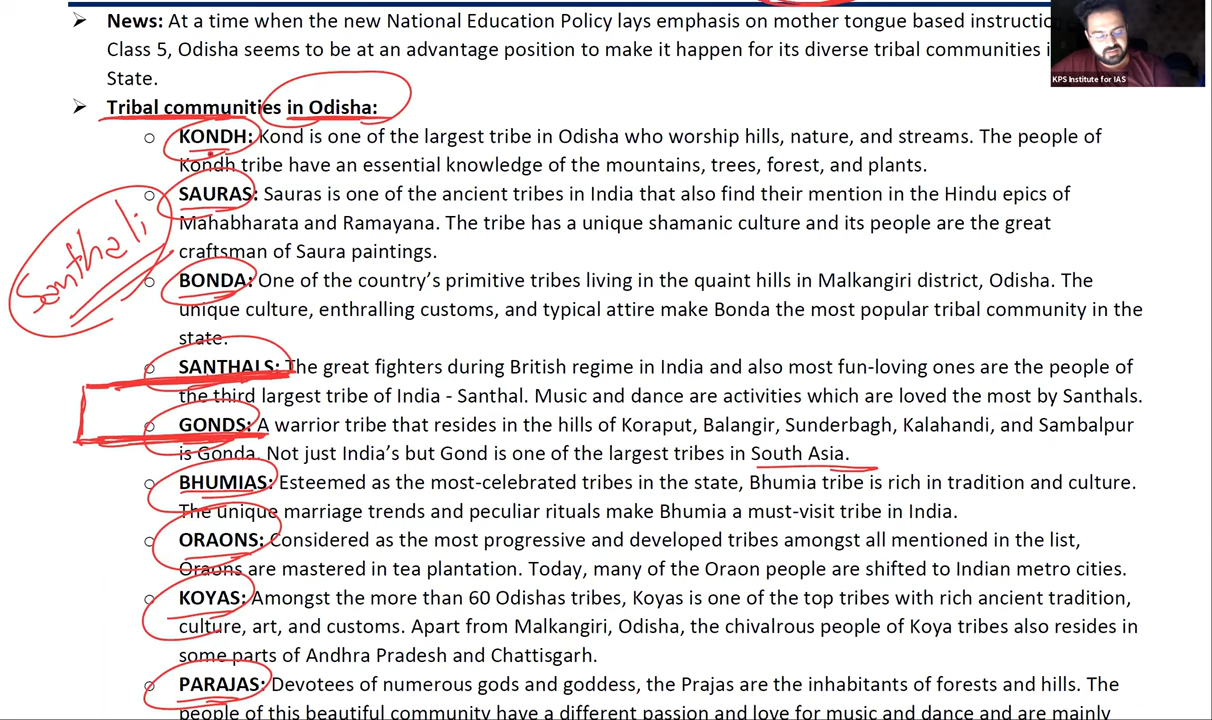 News: At a time when the new National Education Policy lays emphasis on mother tongue based instructio
Class 5, Odisha seems to be at an advantage position to make it happen for its diverse tribal communities i
State.
KPS Institute for IAS
Tribal communities in Odisha:
KONDH: Kond is one of the largest tribe in Odisha who worship hills, nature, and streams. The people of
Kondh tribe have an essential knowledge of the mountains, trees, forest, and plants.
SAURAS: Sauras is one of the ancient tribes in India that also find their mention in the Hindu epics of
Mahabharata and Ramayana. The tribe has a unique shamanic culture and its people are the great
craftsman of Saura paintings.
Santhali
BONDA: One of the country's primitive tribes living in the quaint hills in Malkangiri district, Odisha. The
unique culture, enthralling customs, and typical attire make Bonda the most popular tribal community in the
state.
SANTHALS: The great fighters during British regime in India and also most fun-loving ones are the people of
the third largest tribe of India - Santhal. Music and dance are activities which are loved the most by Santhals.
GONDS: A warrior tribe that resides in the hills of Koraput, Balangir, Sunderbagh, Kalahandi, and Sambalpur
is Gonda. Not just India's but Gond is one of the largest tribes in South Asia.
BHUMIAS: Esteemed as the most-celebrated tribes in the state, Bhumia tribe is rich in tradition and culture.
The unique marriage trends and peculiar rituals make Bhumia a must-visit tribe in India.
ORAONS: Considered as the most progressive and developed tribes amongst all mentioned in the list,
Oraons are mastered in tea plantation. Today, many of the Oraon people are shifted to Indian metro cities.
KOYAS: Amongst the more than 60 Odishas tribes, Koyas is one of the top tribes with rich ancient tradition,
culture, art, and customs. Apart from Malkangiri, Odisha, the chivalrous people of Koya tribes also resides in
some parts of Andhra Pradesh and Chattisgarh.
PARAJAS: Devotees of numerous gods and goddess, the Prajas are the inhabitants of forests and hills. The
people of this beautiful community have a different passion and love for music and dance and are mainly